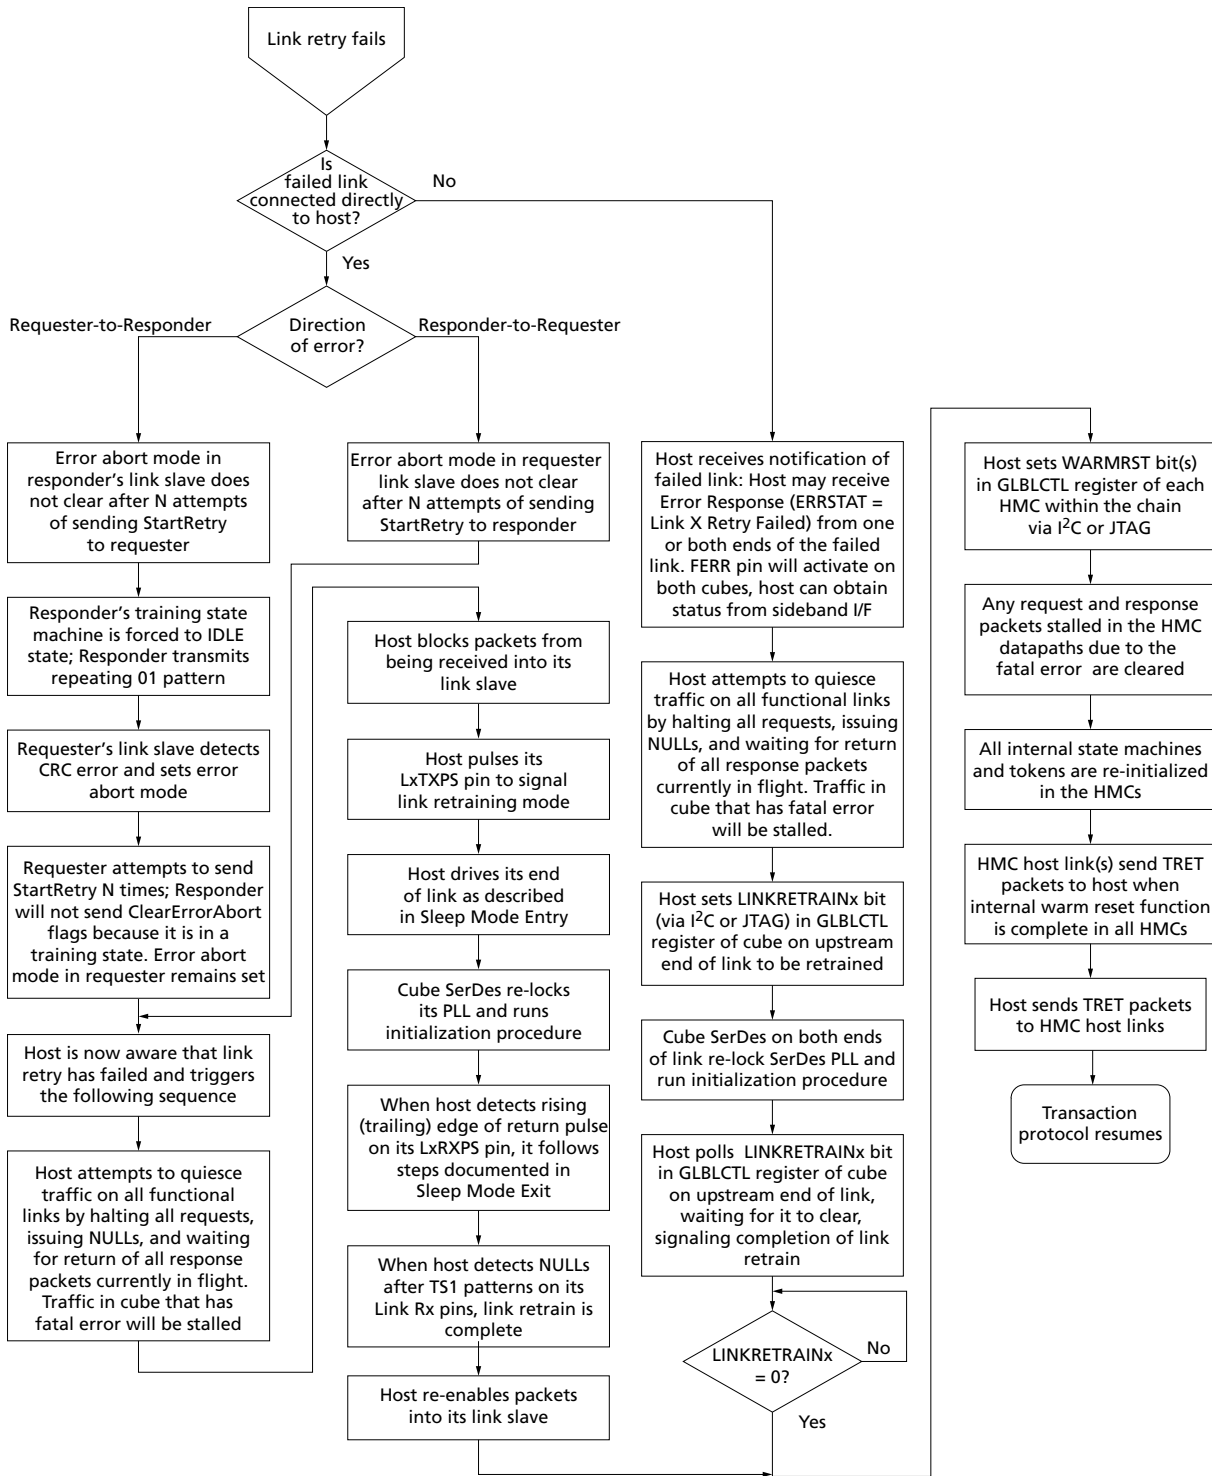 Link retry fails
Is
failed link
connected directly
to host?
No
Yes
Requester-to-Responder
Direction
of error?
Responder-to-Requester
Error abort mode in
responder's link slave does
not clear after N attempts
of sending StartRetry
to requester
Responder's training state
machine is forced to IDLE
state; Responder transmits
repeating 01 pattern
Requester's link slave detects
CRC error and sets error
abort mode
Requester attempts to send
StartRetry N times; Responder
will not send ClearErrorAbort
flags because it is in a
training state. Error abort
mode in requester remains set
Host is now aware that link
retry has failed and triggers
the following sequence
Host attempts to quiesce
traffic on all functional
links by halting all requests,
issuing NULLs, and waiting
for return of all response
packets currently in flight.
Traffic in cube that has
fatal error will be stalled
Error abort mode in requester
link slave does not clear
after N attempts of sending
StartRetry to responder
Host blocks packets from
being received into its
link slave
Host pulses its
LxTXPS pin to signal
link retraining mode
Host drives its end
of link as described
in Sleep Mode Entry
Cube SerDes re-locks
its PLL and runs
initialization procedure
When host detects rising
(trailing) edge of return pulse
on its LxRXPS pin, it follows
steps documented in
Sleep Mode Exit
When host detects NULLs
after TS1 patterns on its
Link Rx pins, link retrain is
complete
Host re-enables packets
into its link slave
Host receives notification of
failed link: Host may receive
Error Response (ERRSTAT =
Link X Retry Failed) from one
or both ends of the failed
link. FERR pin will activate on
both cubes, host can obtain
status from sideband I/F
Host attempts to quiesce
traffic on all functional links
by halting all requests, issuing
NULLs, and waiting for return
of all response packets
currently in flight. Traffic in
cube that has fatal error
will be stalled.
Host sets LINKRETRAINx bit
(via I2C or JTAG) in GLBLCTL
register of cube on upstream
end of link to be retrained
Cube SerDes on both ends
of link re-lock SerDes PLL and
run initialization procedure
Host polls LINKRETRAINx bit
in GLBLCTL register of cube
on upstream end of link,
waiting for it to clear,
signaling completion of link
retrain
LINKRETRAINx
= 0?
No
Yes
Host sets WARMRST bit(s)
in GLBLCTL register of each
HMC within the chain
via I2C or JTAG
Any request and response
packets stalled in the HMC
datapaths due to the
fatal error are cleared
All internal state machines
and tokens are re-initialized
in the HMCs
HMC host link(s) send TRET
packets to host when
internal warm reset function
is complete in all HMCs
Host sends TRET packets
to HMC host links
Transaction
protocol resumes